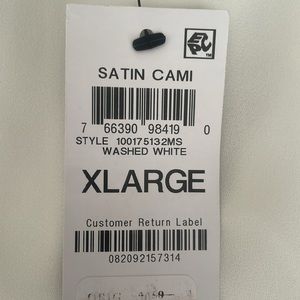 SATIN CAMI
7 66390 98419 0
STYLE 100175132MS
WASHED WHITE
XLARGE
Customer Return Label
082092157314